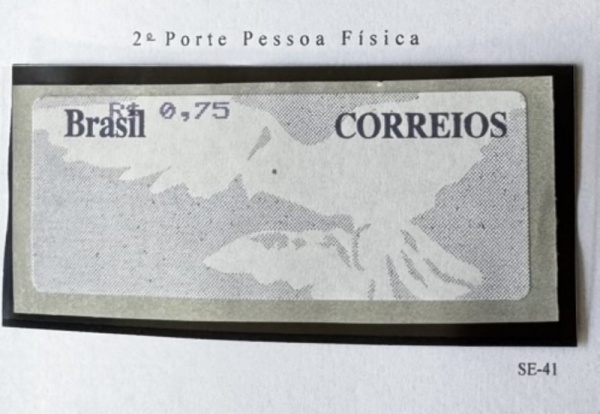 2º Porte Pessoa Física
R$ 0,75
Brasil CORREIOS
SE-41